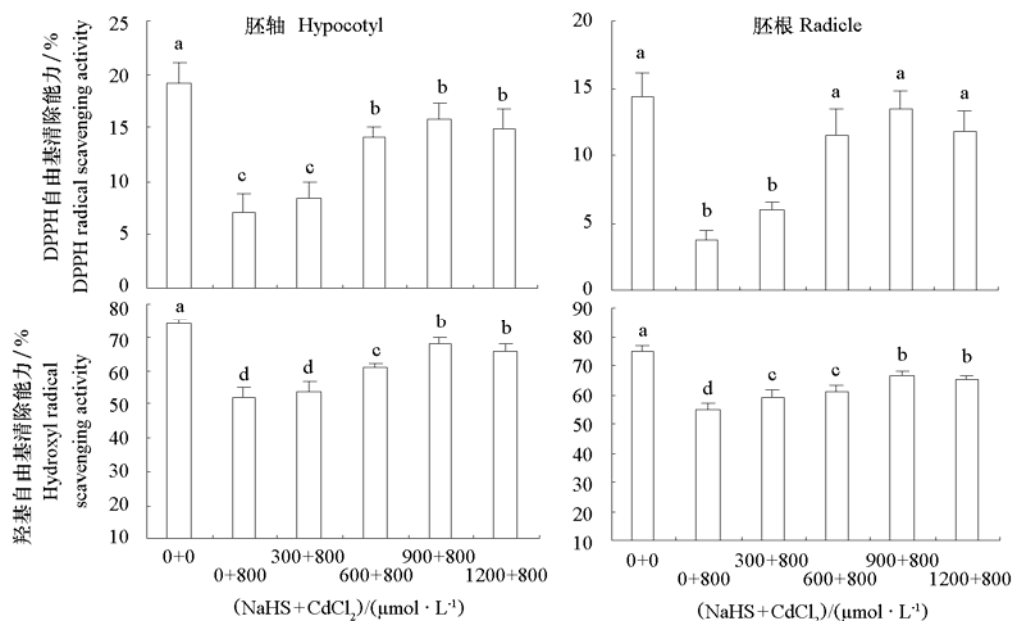 胚轴 Hypocotyl
DPPH自由基清除能力/%
DPPH radical scavenging activity
25
20
15
10
5
0
a
c
c
b
b
b
胚根 Radicle
20
15
10
5
0
a
b
b
a
a
a
羟基自由基清除能力/%
Hydroxyl radical
scavenging activity
80
70
60
50
40
30
20
10
a
d
d
c
b
b
0+0 300+800 900+800
0+800 600+800 1200+800
(NaHS+CdCl2)/(μmol · L-1)
90
80
70
60
50
40
30
20
10
a
d
c
c
b
b
0+0 300+800 900+800
0+800 600+800 1200+800
(NaHS+CdCl2)/(μmol · L-1)